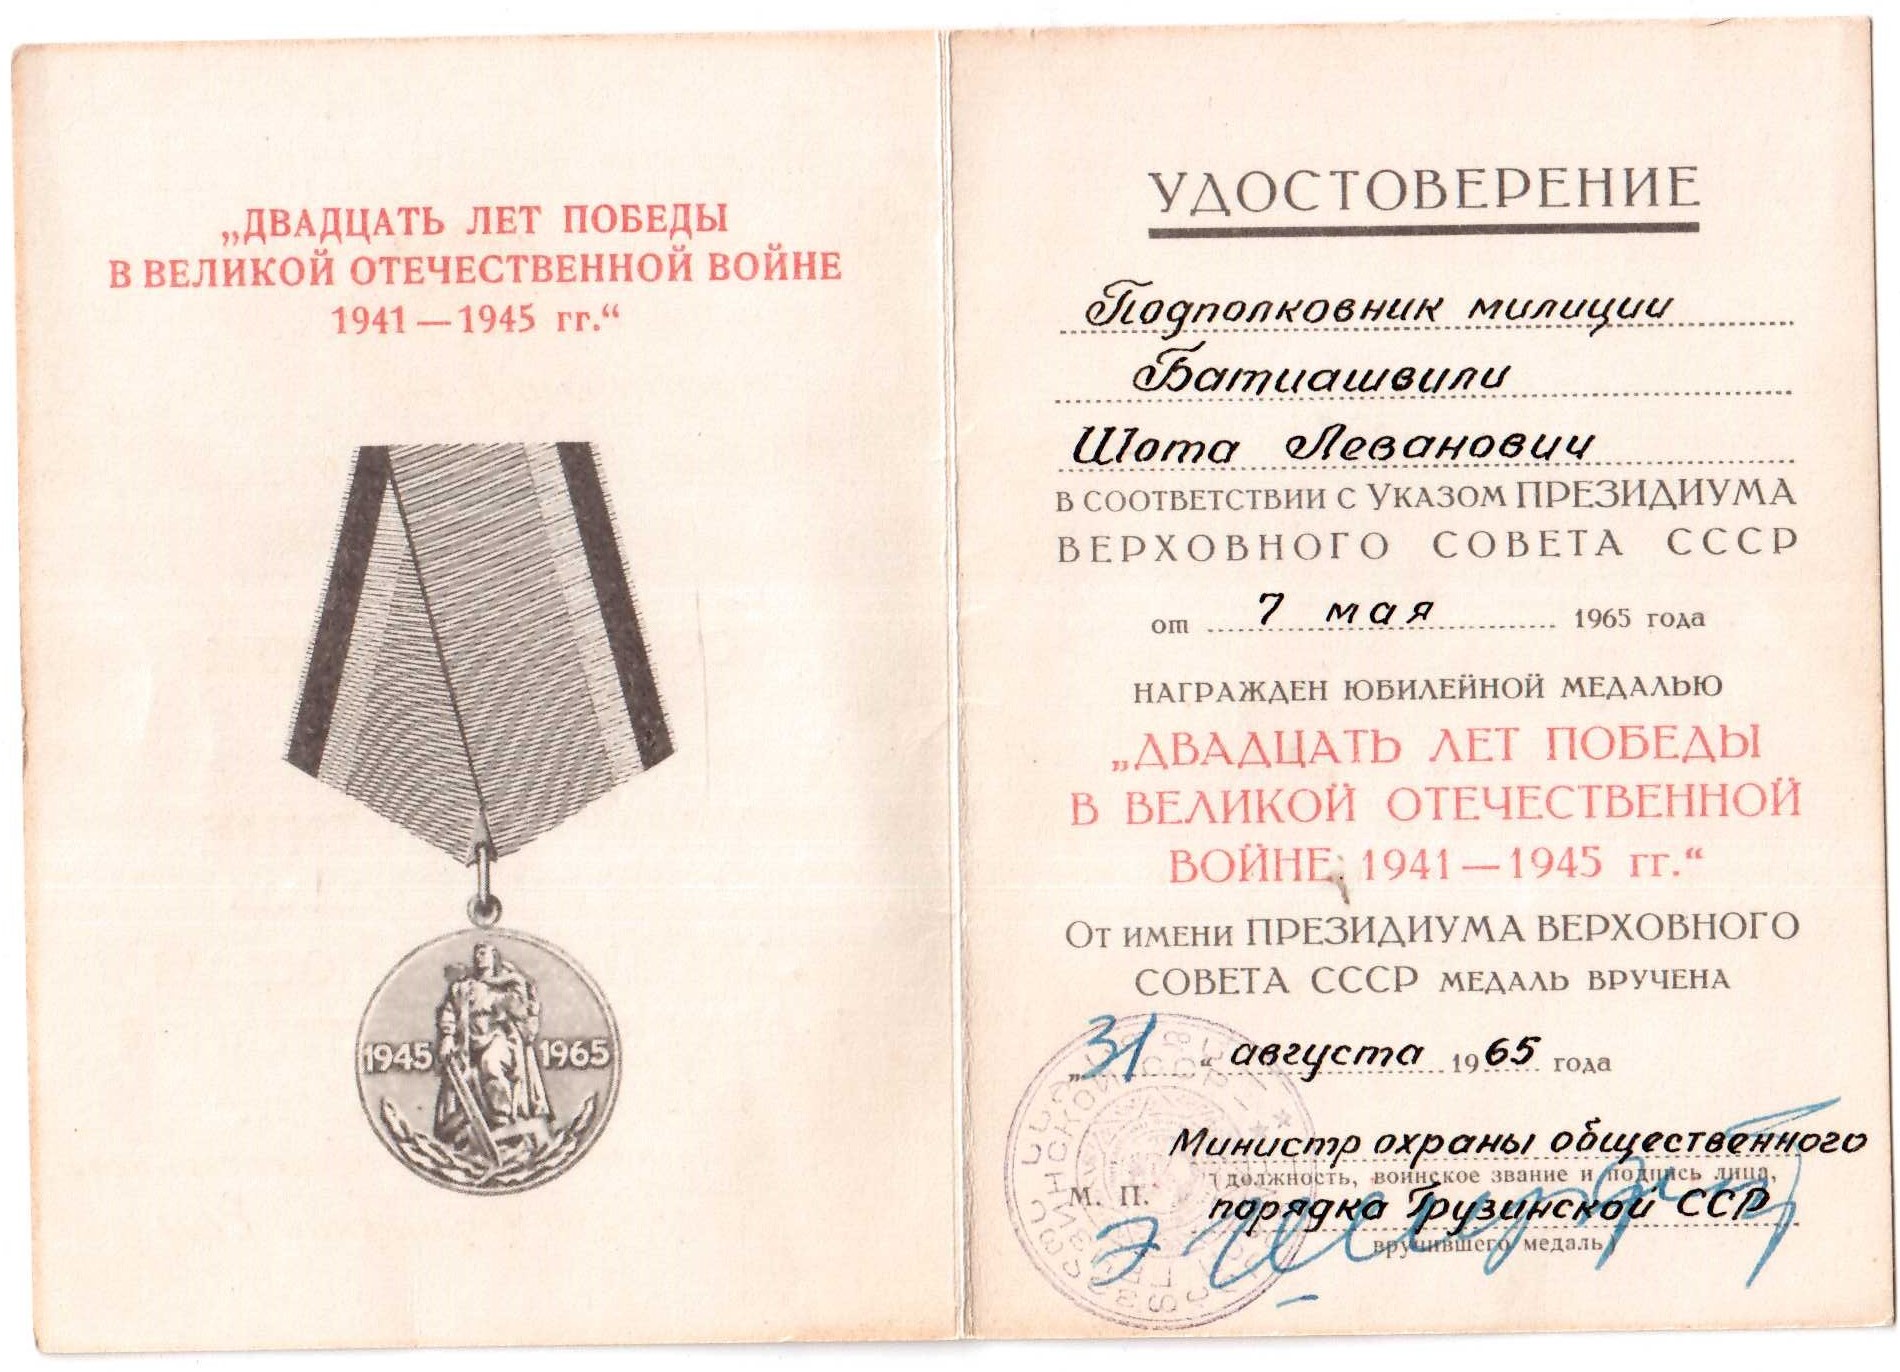 „ДВАДЦАТЬ ЛЕТ ПОБЕДЫ
В ВЕЛИКОЙ ОТЕЧЕСТВЕННОЙ ВОЙНЕ
1941—1945 гг.“
1945 1965
УДОСТОВЕРЕНИЕ
Подполковник милиции
Батиашвили
Шота Леванович
В СООТВЕТСТВИИ С УКАЗОМ ПРЕЗИДИУМА
ВЕРХОВНОГО СОВЕТА СССР
от 7 мая 1965 года
НАГРАЖДЕН ЮБИЛЕЙНОЙ МЕДАЛЬЮ
„ДВАДЦАТЬ ЛЕТ ПОБЕДЫ
В ВЕЛИКОЙ ОТЕЧЕСТВЕННОЙ
ВОЙНЕ 1941—1945 гг.“
ОТ ИМЕНИ ПРЕЗИДИУМА ВЕРХОВНОГО
СОВЕТА СССР МЕДАЛЬ ВРУЧЕНА
„31“ августа 1965 года
Министр охраны общественного
(должность, воинское звание и подпись лица,
М. П. порядка Грузинской ССР
вручившего медаль)